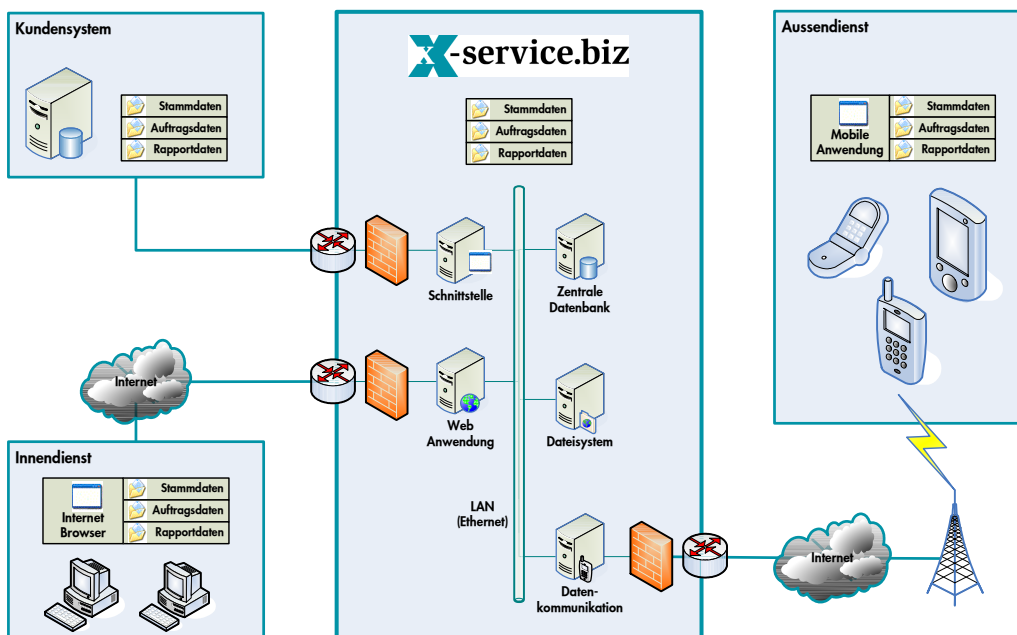 Kundensystem
Stammdaten
Auftragsdaten
Rapportdaten
X-service.biz
Stammdaten
Auftragsdaten
Rapportdaten
Schnittstelle
Zentrale
Datenbank
Web
Anwendung
Dateisystem
LAN
(Ethernet)
Daten-
kommunikation
Aussendienst
Mobile
Anwendung
Stammdaten
Auftragsdaten
Rapportdaten
Internet
Innendienst
Internet
Browser
Stammdaten
Auftragsdaten
Rapportdaten
Internet